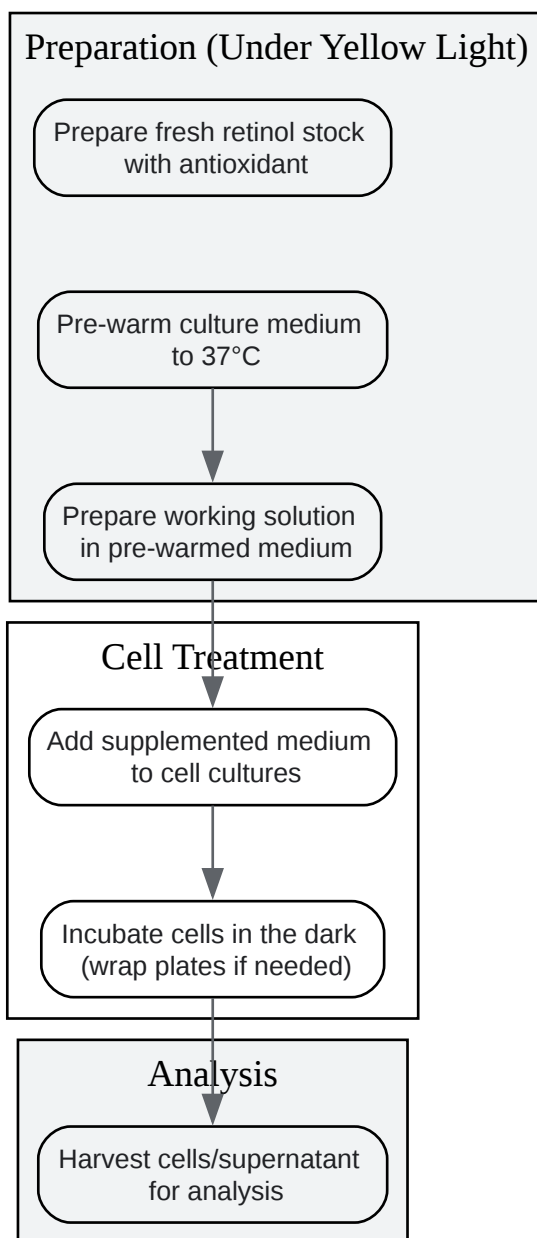 Preparation (Under Yellow Light)
Prepare fresh retinol stock
with antioxidant
Pre-warm culture medium
to 37°C
Prepare working solution
in pre-warmed medium
Cell Treatment
Add supplemented medium
to cell cultures
Incubate cells in the dark
(wrap plates if needed)
Analysis
Harvest cells/supernatant
for analysis